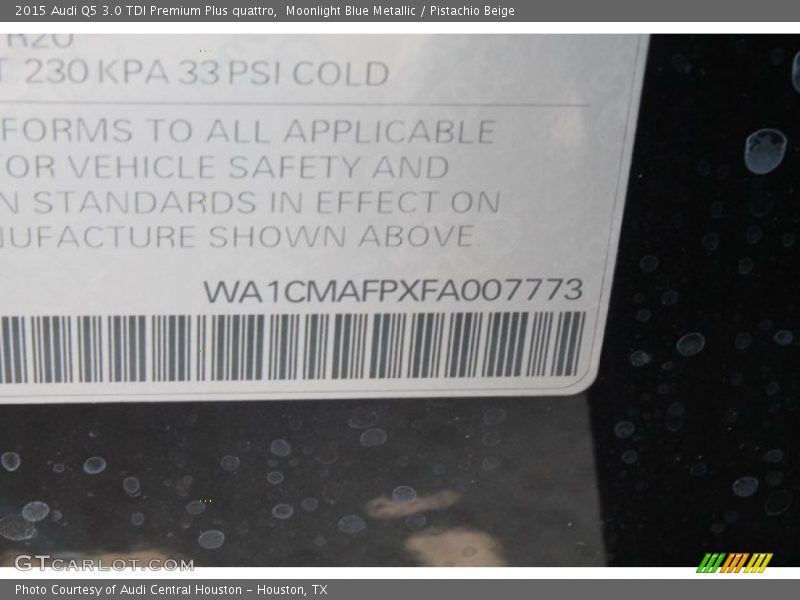 2015 Audi Q5 3.0 TDI Premium Plus quattro, Moonlight Blue Metallic / Pistachio Beige
R20
T 230 KPA 33 PSI COLD
FORMS TO ALL APPLICABLE
OR VEHICLE SAFETY AND
N STANDARDS IN EFFECT ON
UFACTURE SHOWN ABOVE.
WA1CMAFPXFA007773
GTCARLOT.COM
Photo Courtesy of Audi Central Houston - Houston, TX